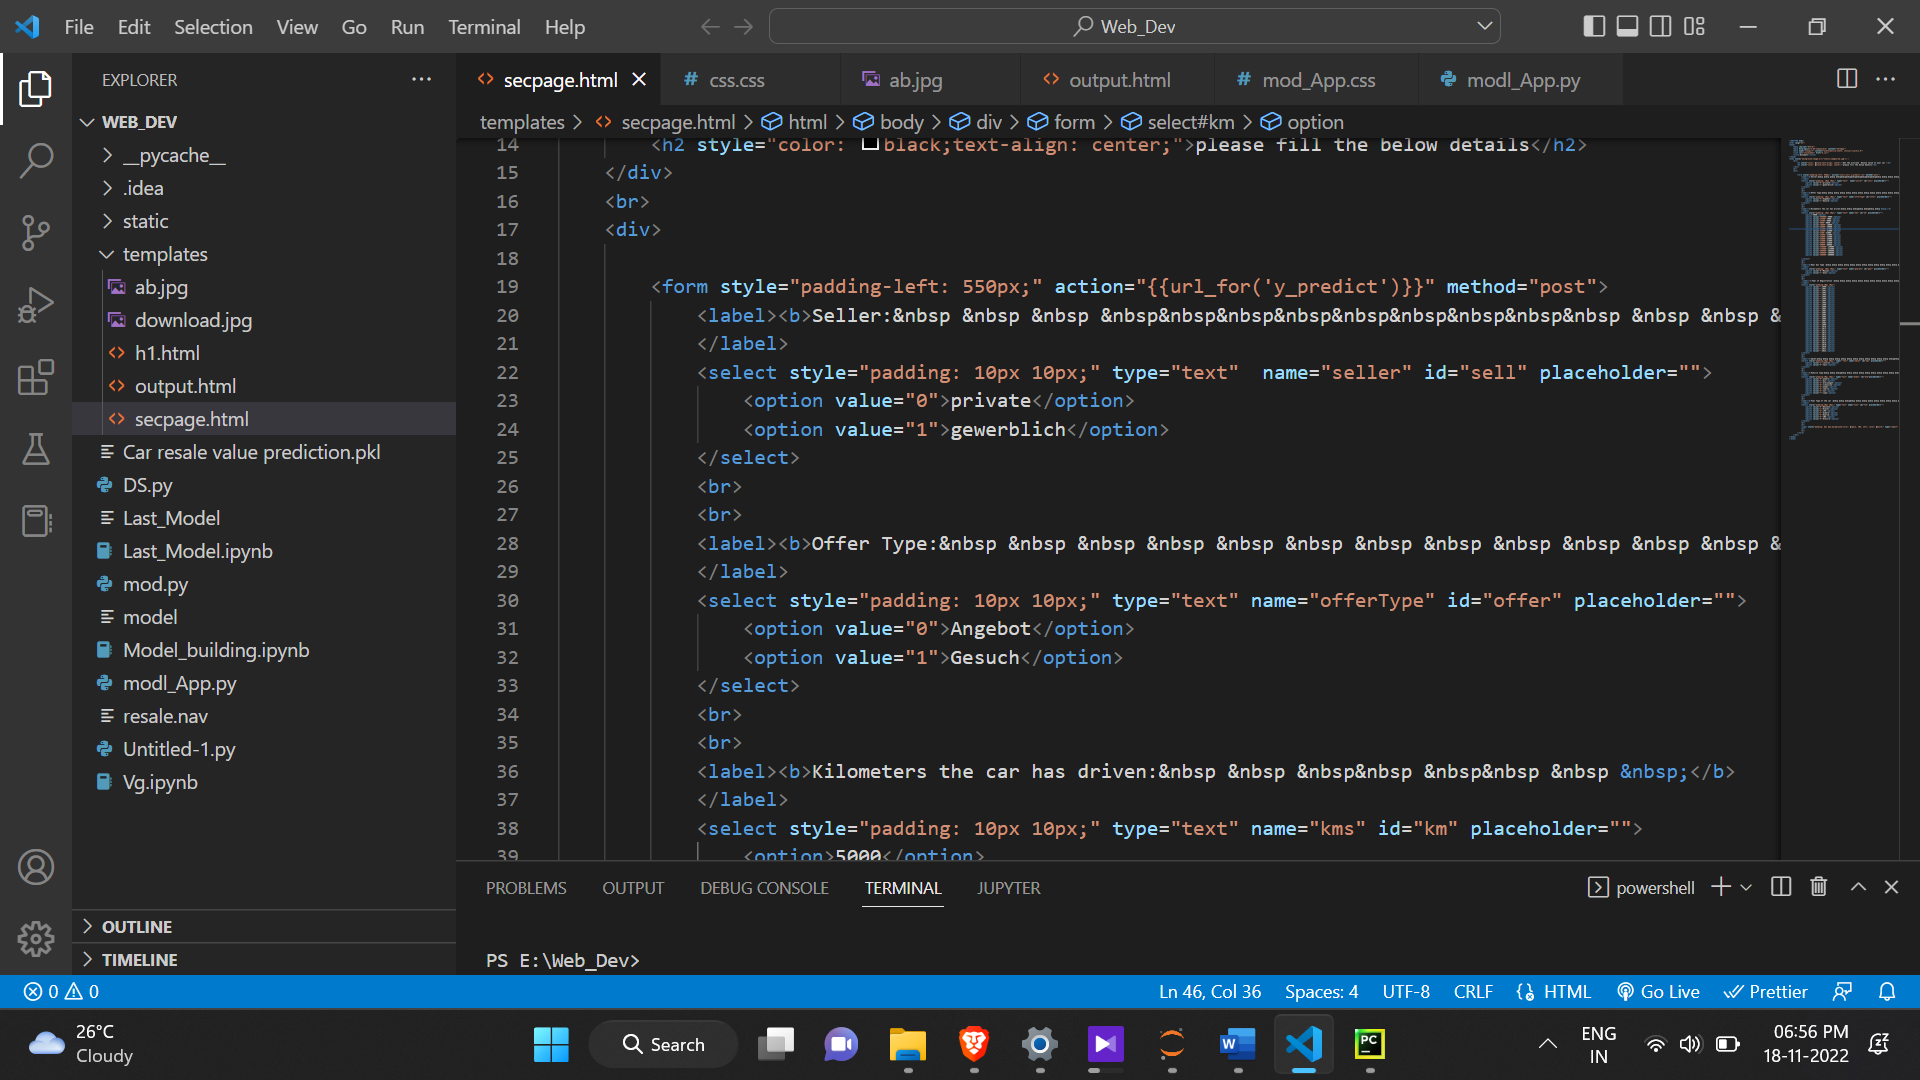 File Edit Selection View Go Run Terminal Help
Web_Dev
EXPLORER
WEB_DEV
__pycache__
.idea
static
templates
ab.jpg
download.jpg
h1.html
output.html
secpage.html
Car resale value prediction.pkl
DS.py
Last_Model
Last_Model.ipynb
mod.py
model
Model_building.ipynb
modl_App.py
resale.nav
Untitled-1.py
Vg.ipynb
OUTLINE
TIMELINE
secpage.html css.css ab.jpg output.html mod_App.css modl_App.py
templates > secpage.html > html > body > div > form > select#km > option
14 <h2 style="color: black;text-align: center;">please fill the below details</h2>
15 </div>
16 <br>
17 <div>
18
19 <form style="padding-left: 550px;" action="{{url_for('y_predict')}}" method="post">
20 <label><b>Seller:&nbsp &nbsp &nbsp &nbsp&nbsp&nbsp&nbsp&nbsp&nbsp&nbsp&nbsp&nbsp &nbsp &nbsp &
21 </label>
22 <select style="padding: 10px 10px;" type="text"  name="seller" id="sell" placeholder="">
23 <option value="0">private</option>
24 <option value="1">gewerblich</option>
25 </select>
26 <br>
27 <br>
28 <label><b>Offer Type:&nbsp &nbsp &nbsp &nbsp &nbsp &nbsp &nbsp &nbsp &nbsp &nbsp &nbsp &nbsp &
29 </label>
30 <select style="padding: 10px 10px;" type="text" name="offerType" id="offer" placeholder="">
31 <option value="0">Angebot</option>
32 <option value="1">Gesuch</option>
33 </select>
34 <br>
35 <br>
36 <label><b>Kilometers the car has driven:&nbsp &nbsp &nbsp&nbsp &nbsp&nbsp &nbsp &nbsp;</b>
37 </label>
38 <select style="padding: 10px 10px;" type="text" name="kms" id="km" placeholder="">
39 <option>5000</option>
PROBLEMS OUTPUT DEBUG CONSOLE TERMINAL JUPYTER
powershell
PS E:\Web_Dev>
0 0
Ln 46, Col 36 Spaces: 4 UTF-8 CRLF HTML Go Live Prettier
26°C
Cloudy
Search
ENG
IN
06:56 PM
18-11-2022